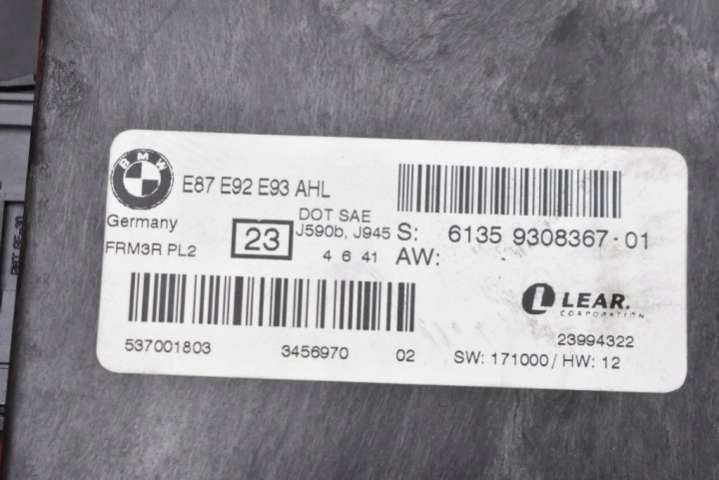 BMW
E87 E92 E93 AHL
Germany
FRM3R PL2
23
DOT SAE
J590b, J945
4 6 41
S: 6135 9308367-01
AW:
LEAR.
CORPORATION
23994322
537001803 3456970 02
SW: 171000 / HW: 12